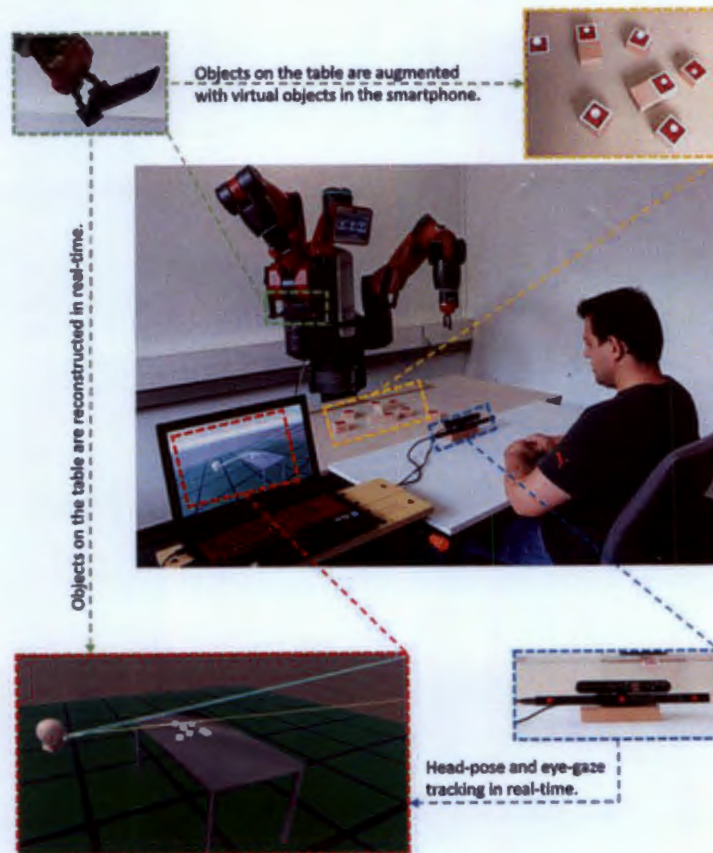 Objects on the table are augmented
with virtual objects in the smartphone.
Objects on the table are reconstructed in real-time.
Head-pose and eye-gaze
tracking in real-time.